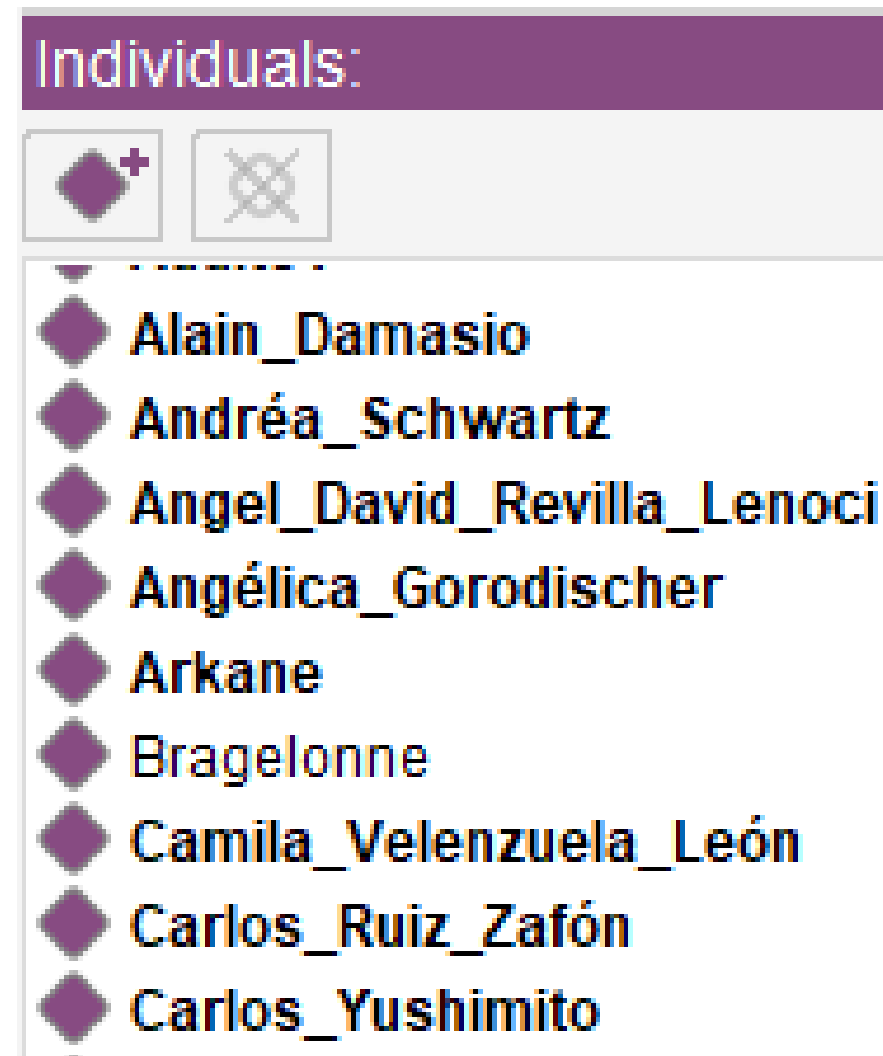 Individuals:
Alain_Damasio
Andréa_Schwartz
Angel_David_Revilla_Lenoci
Angélica_Gorodischer
Arkane
Bragelonne
Camila_Velenzuela_León
Carlos_Ruiz_Zafón
Carlos_Yushimito